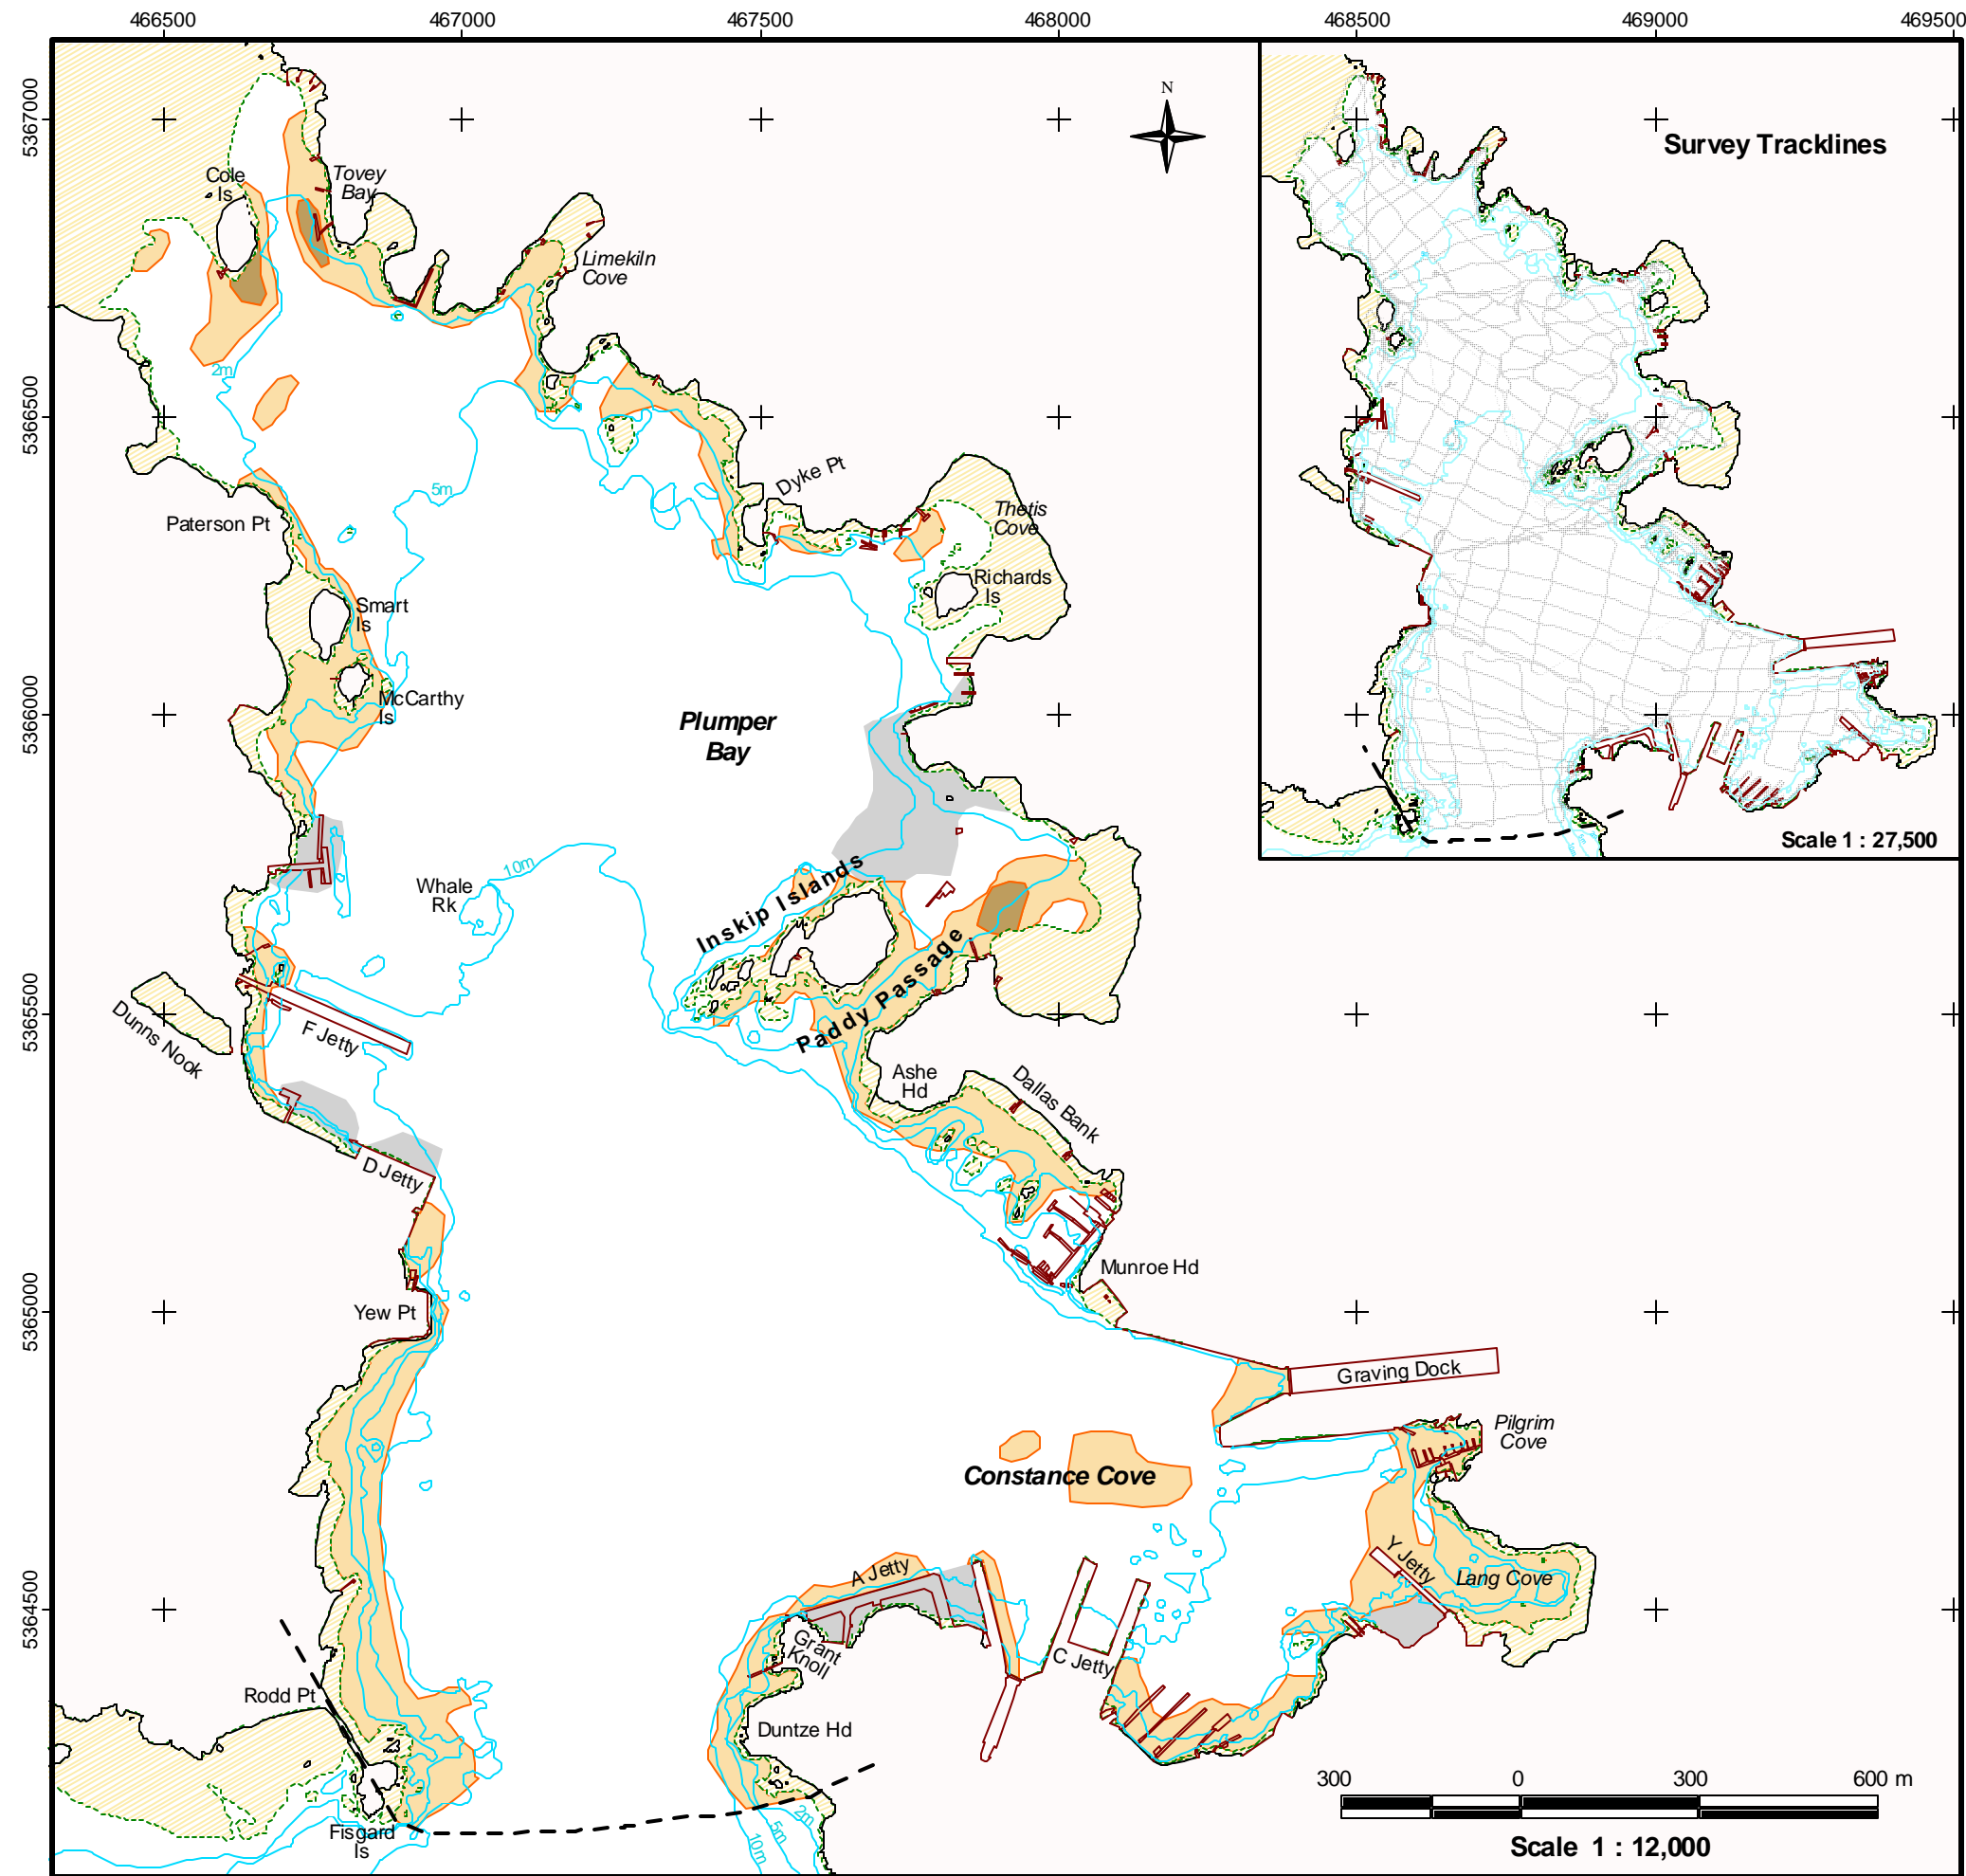 466500 467000 467500 468000 468500 469000 469500
5367000
5366500
5366000
5365500
5365000
5364500
N
Survey Tracklines
Scale 1 : 27,500
Cole
Is
Tovey
Bay
Limekiln
Cove
2m
5m
Dyke Pt
Paterson Pt
Thetis
Cove
Richards
Is
Smart
Is
McCarthy
Is
Plumper
Bay
Whale
Rk
10m
Inskip Islands
Paddy Passage
Dunns Nook
F Jetty
Ashe
Hd
Dallas Bank
D Jetty
Munroe Hd
Yew Pt
Graving Dock
Pilgrim
Cove
Constance Cove
A Jetty
Y Jetty
Lang Cove
Grant
Knoll
C Jetty
Rodd Pt
Duntze Hd
Fisgard
Is
2m
5m
10m
300 0 300 600 m
Scale 1 : 12,000